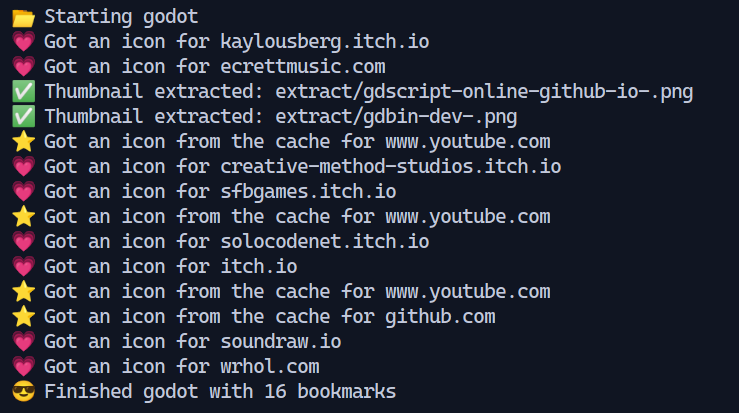 📂 Starting godot
💗 Got an icon for kaylousberg.itch.io
💗 Got an icon for ecrettmusic.com
✅ Thumbnail extracted: extract/gdscript-online-github-io-.png
✅ Thumbnail extracted: extract/gdbin-dev-.png
⭐ Got an icon from the cache for www.youtube.com
💗 Got an icon for creative-method-studios.itch.io
💗 Got an icon for sfbgames.itch.io
⭐ Got an icon from the cache for www.youtube.com
💗 Got an icon for solocodenet.itch.io
💗 Got an icon for itch.io
⭐ Got an icon from the cache for www.youtube.com
⭐ Got an icon from the cache for github.com
💗 Got an icon for soundraw.io
💗 Got an icon for wrhol.com
😎 Finished godot with 16 bookmarks